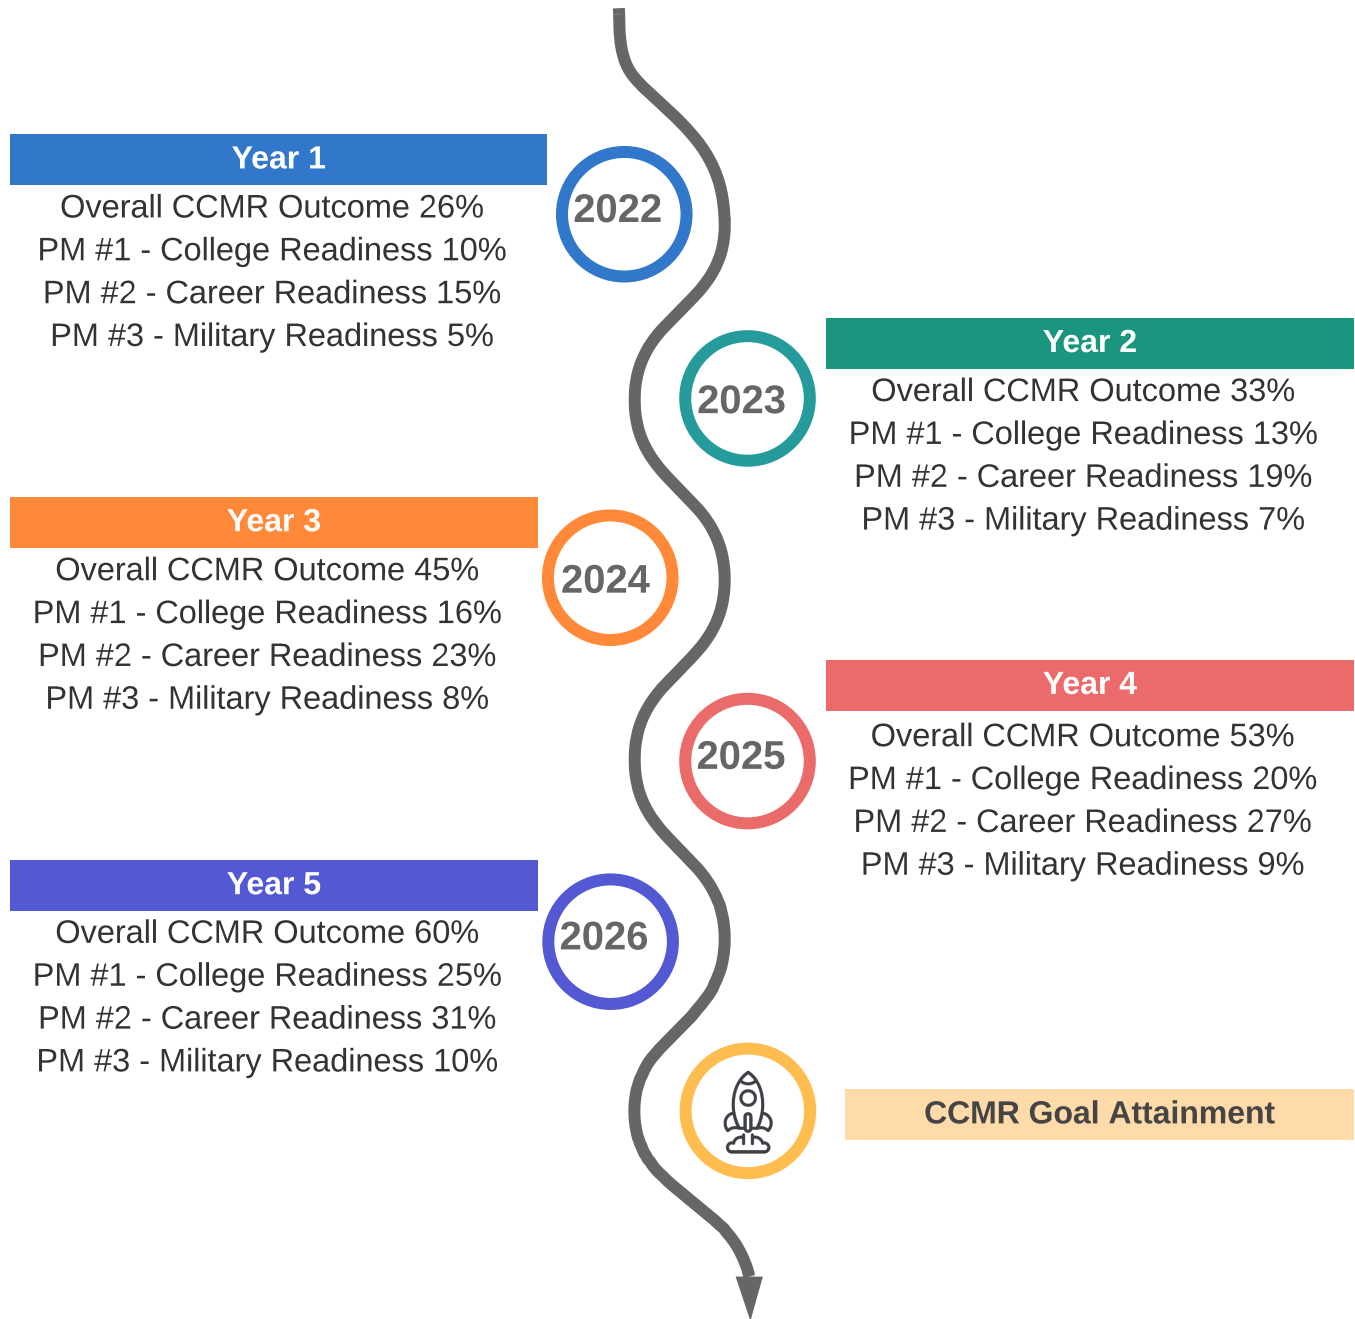 Year 1
Overall CCMR Outcome 26%
PM #1 - College Readiness 10%
PM #2 - Career Readiness 15%
PM #3 - Military Readiness 5%
2022
Year 2
Overall CCMR Outcome 33%
PM #1 - College Readiness 13%
PM #2 - Career Readiness 19%
PM #3 - Military Readiness 7%
2023
Year 3
Overall CCMR Outcome 45%
PM #1 - College Readiness 16%
PM #2 - Career Readiness 23%
PM #3 - Military Readiness 8%
2024
Year 4
Overall CCMR Outcome 53%
PM #1 - College Readiness 20%
PM #2 - Career Readiness 27%
PM #3 - Military Readiness 9%
2025
Year 5
Overall CCMR Outcome 60%
PM #1 - College Readiness 25%
PM #2 - Career Readiness 31%
PM #3 - Military Readiness 10%
2026
CCMR Goal Attainment